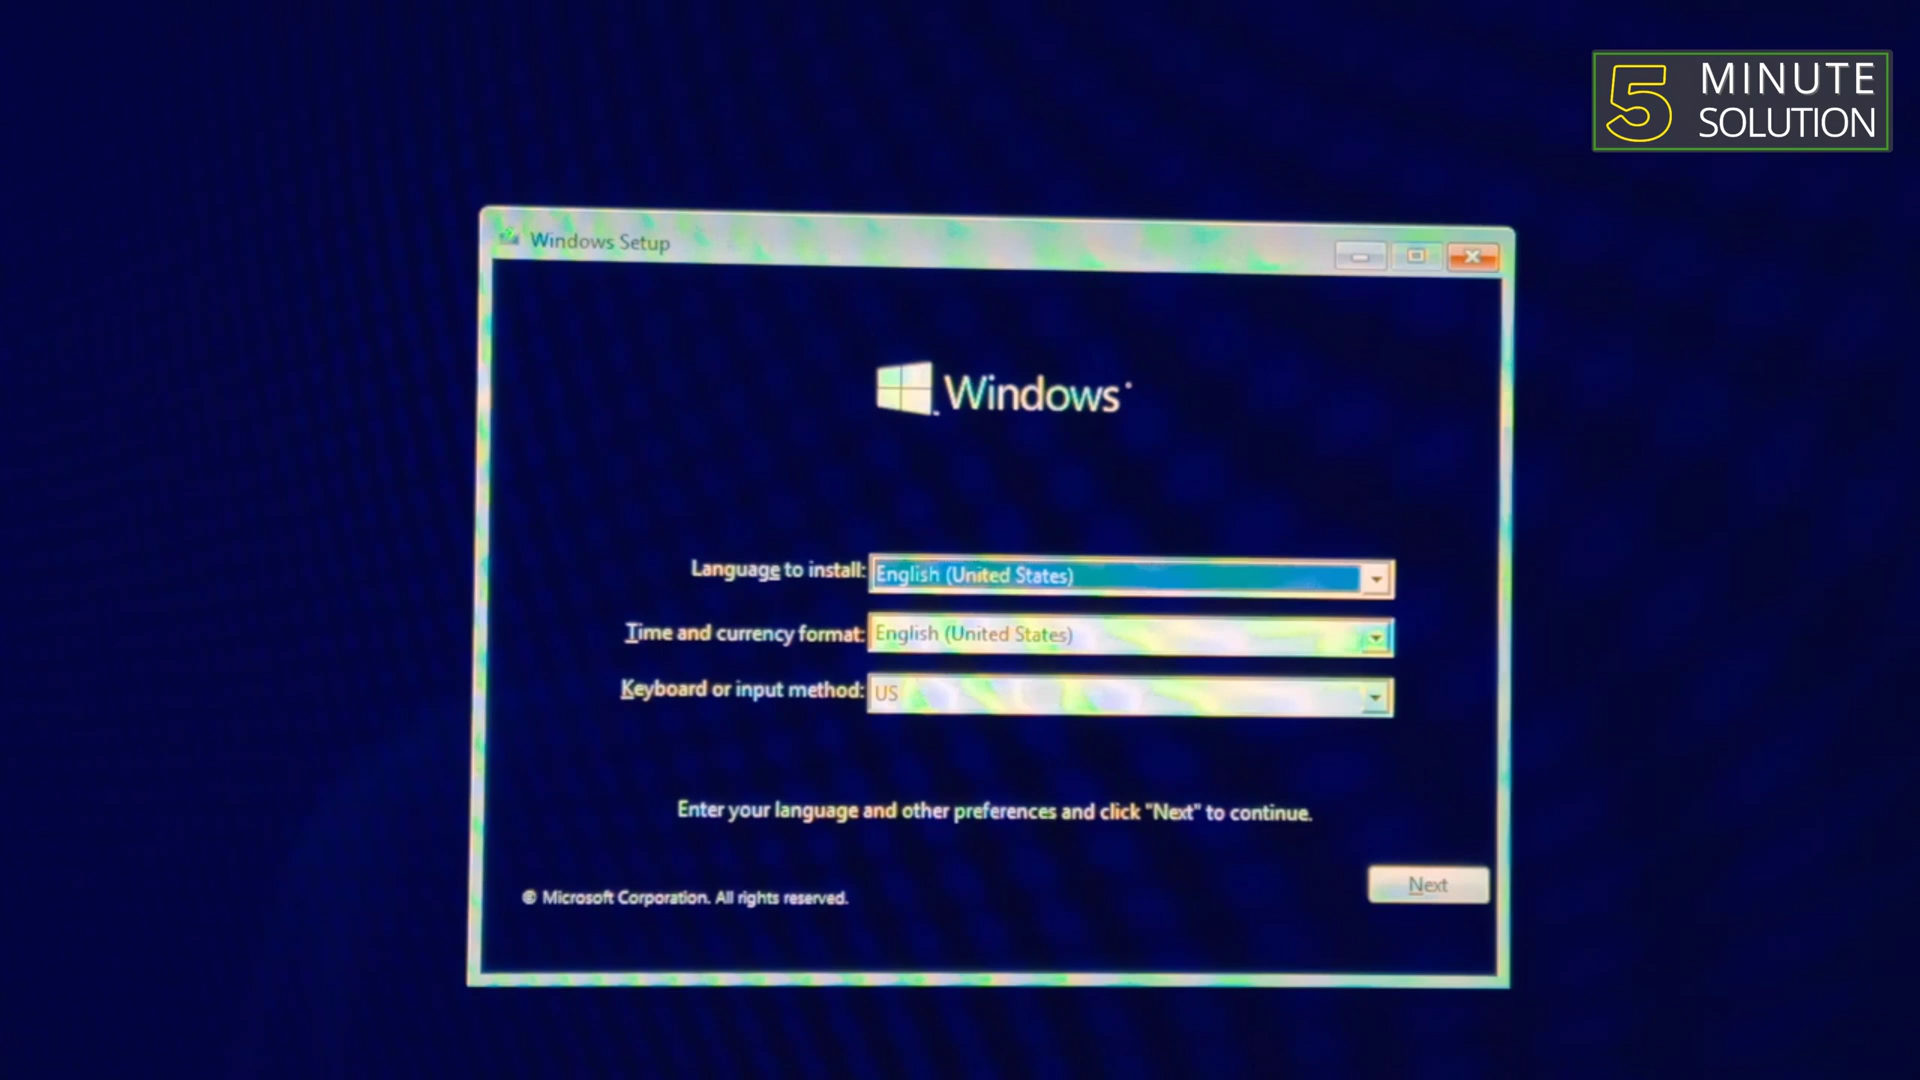 5 MINUTE
SOLUTION
Windows Setup
Windows
Language to install: English (United States)
Time and currency format: English (United States)
Keyboard or input method: US
Enter your language and other preferences and click "Next" to continue.
© Microsoft Corporation. All rights reserved.
Next